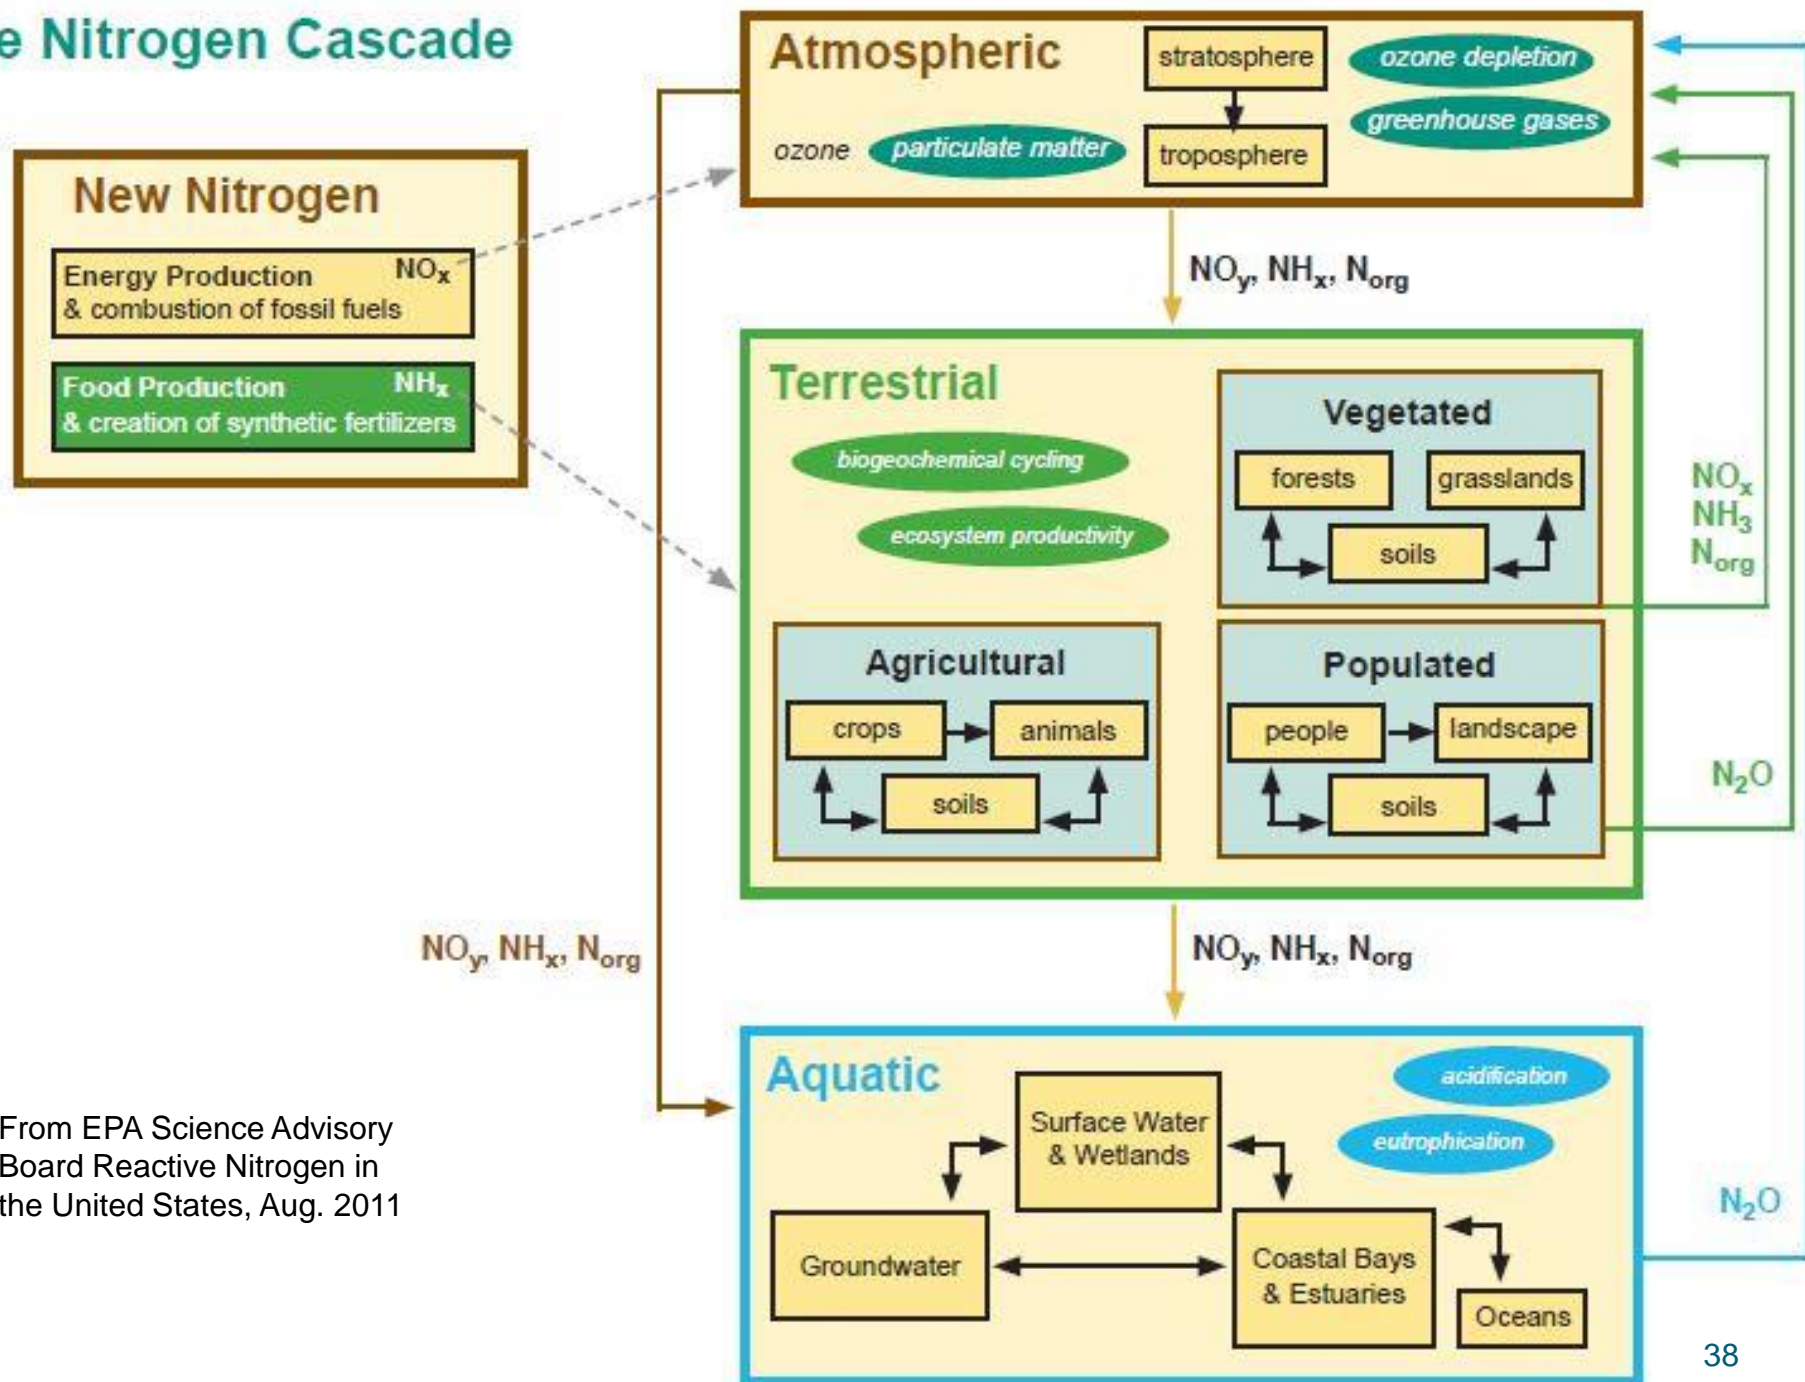 e Nitrogen Cascade
New Nitrogen
Energy Production NOx
& combustion of fossil fuels
Food Production NHx
& creation of synthetic fertilizers
Atmospheric
stratosphere
ozone depletion
greenhouse gases
ozone
particulate matter
troposphere
NOy, NHx, Norg
Terrestrial
biogeochemical cycling
ecosystem productivity
Vegetated
forests
grasslands
soils
Agricultural
crops
animals
soils
Populated
people
landscape
soils
NOx
NH3
Norg
N2O
NOy, NHx, Norg
NOy, NHx, Norg
Aquatic
acidification
eutrophication
Surface Water
& Wetlands
Groundwater
Coastal Bays
& Estuaries
Oceans
N2O
From EPA Science Advisory
Board Reactive Nitrogen in
the United States, Aug. 2011
38